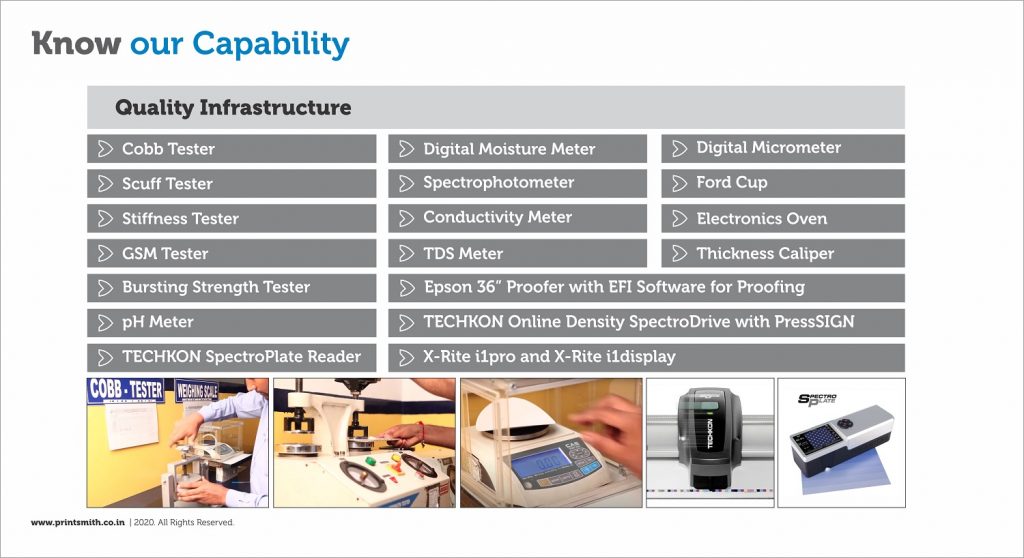 Know our Capability
Quality Infrastructure
Cobb Tester
Digital Moisture Meter
Digital Micrometer
Scuff Tester
Spectrophotometer
Ford Cup
Stiffness Tester
Conductivity Meter
Electronics Oven
GSM Tester
TDS Meter
Thickness Caliper
Bursting Strength Tester
Epson 36” Proofer with EFI Software for Proofing
pH Meter
TECHKON Online Density SpectroDrive with PressSIGN
TECHKON SpectroPlate Reader
X-Rite i1pro and X-Rite i1display
COBB - TESTER
WEIGHING SCALE
CAS
TECHKON
SPECTRO
PLATE
www.printsmith.co.in | 2020. All Rights Reserved.